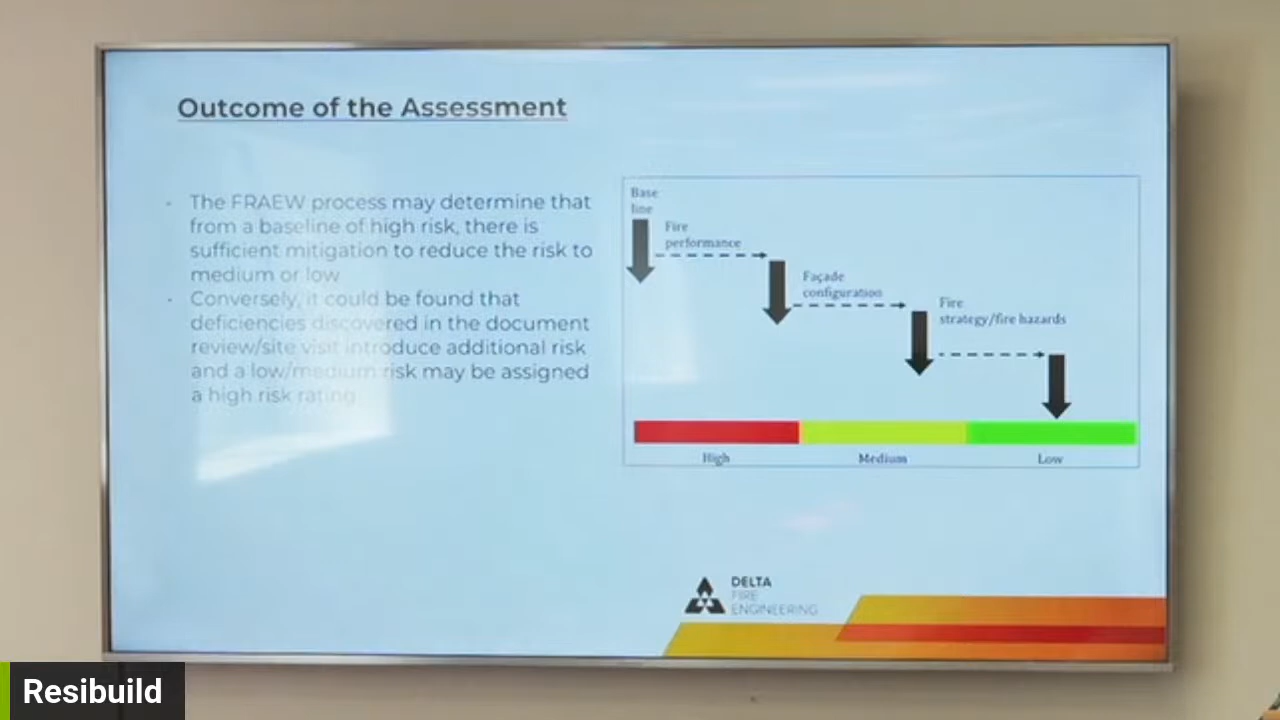 Outcome of the Assessment
- The FRAEW process may determine that
from a baseline of high risk, there is
sufficient mitigation to reduce the risk to
medium or low
- Conversely, it could be found that
deficiencies discovered in the document
review/site visit introduce additional risk
and a low/medium risk may be assigned
a high risk rating
Base
line
Fire
performance
Façade
configuration
Fire
strategy/fire hazards
High
Medium
Low
DELTA
FIRE
ENGINEERING
Resibuild